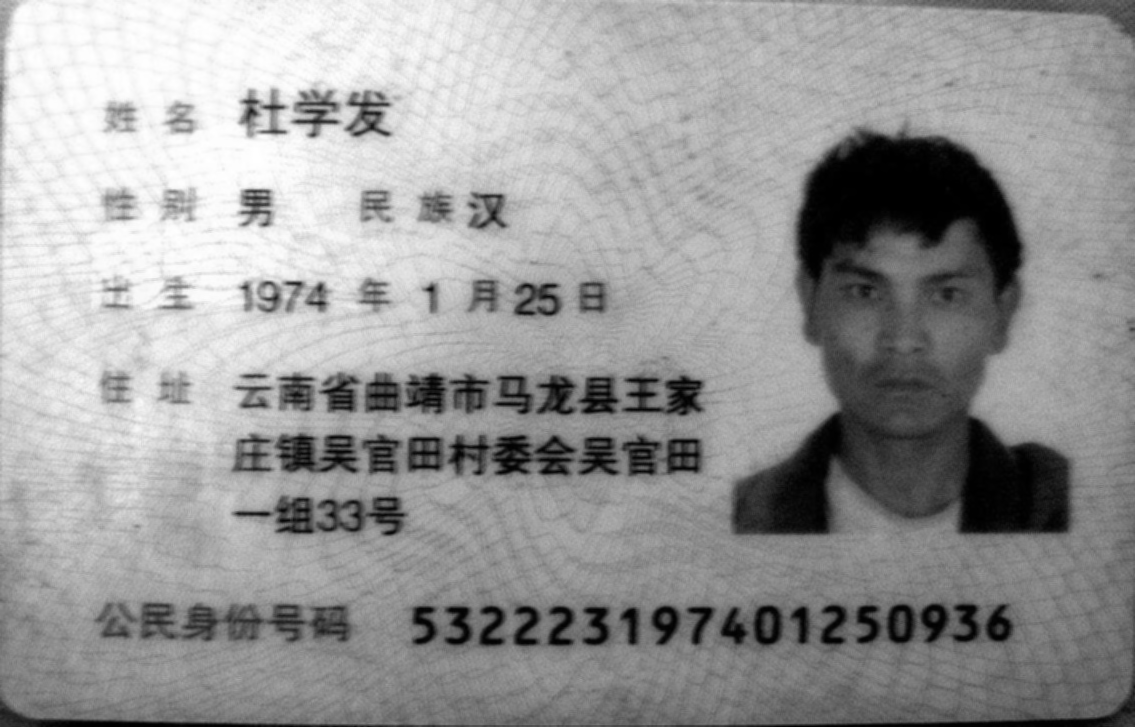 姓名 杜学发
性别 男 民族 汉
出生 1974 年 1 月 25 日
住址 云南省曲靖市马龙县王家
庄镇吴官田村委会吴官田
一组33号
公民身份号码 532223197401250936